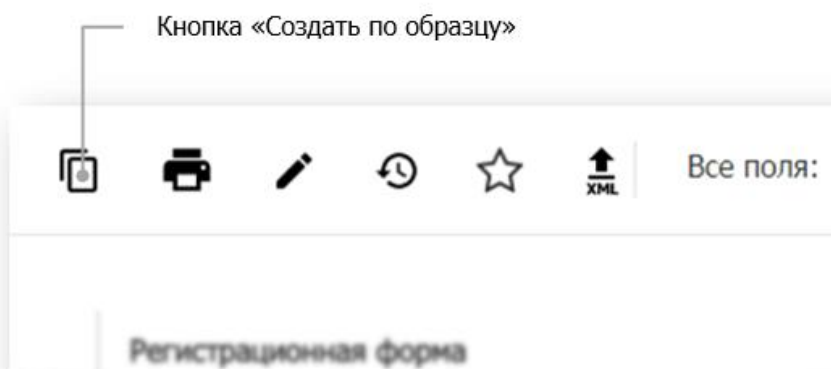 Кнопка «Создать по образцу»
XML
Все поля:
Регистрационная форма